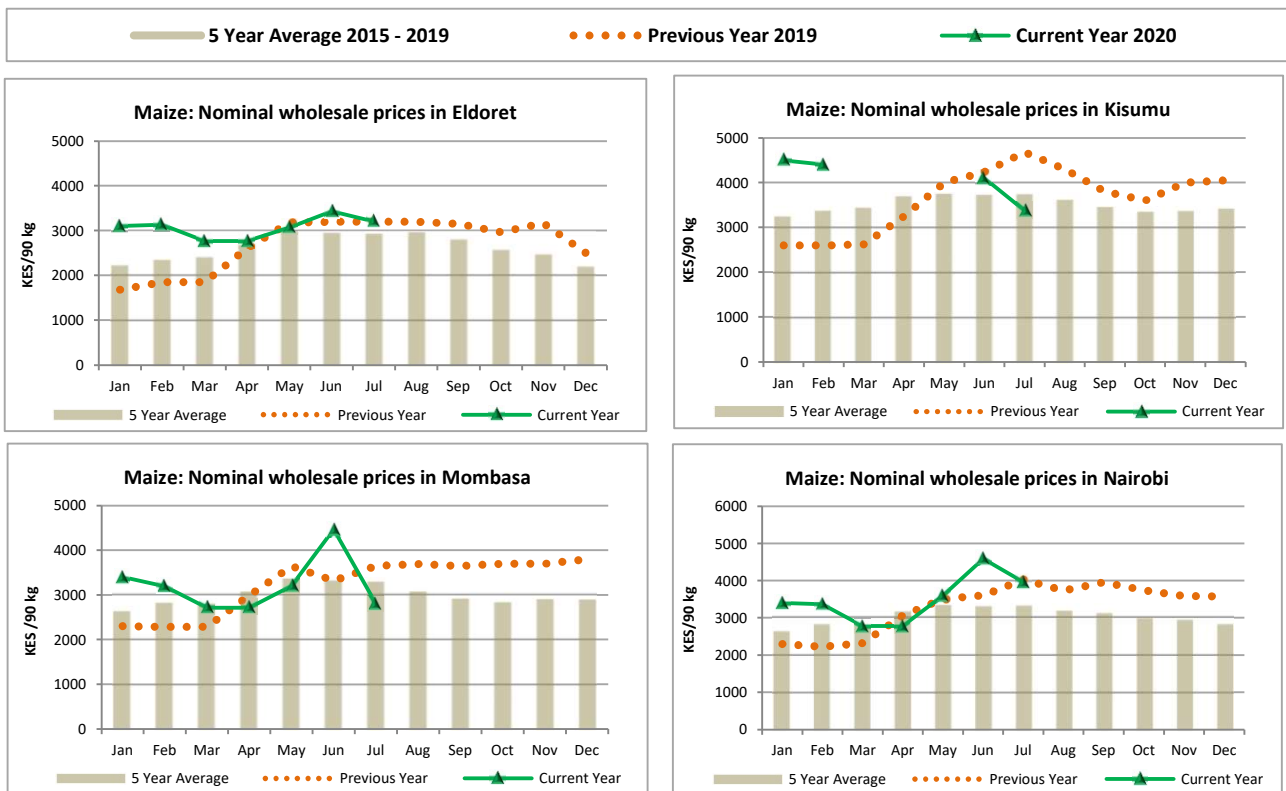 5 Year Average 2015 - 2019 Previous Year 2019 Current Year 2020
Maize: Nominal wholesale prices in Eldoret
KES/90 kg
5000
4000
3000
2000
1000
0
Jan Feb Mar Apr May Jun Jul Aug Sep Oct Nov Dec
5 Year Average Previous Year Current Year
Maize: Nominal wholesale prices in Kisumu
KES/90 kg
5000
4000
3000
2000
1000
0
Jan Feb Mar Apr May Jun Jul Aug Sep Oct Nov Dec
5 Year Average Previous Year Current Year
Maize: Nominal wholesale prices in Mombasa
KES /90 kg
5000
4000
3000
2000
1000
0
Jan Feb Mar Apr May Jun Jul Aug Sep Oct Nov Dec
5 Year Average Previous Year Current Year
Maize: Nominal wholesale prices in Nairobi
KES/90 kg
6000
5000
4000
3000
2000
1000
0
Jan Feb Mar Apr May Jun Jul Aug Sep Oct Nov Dec
5 Year Average Previous Year Current Year